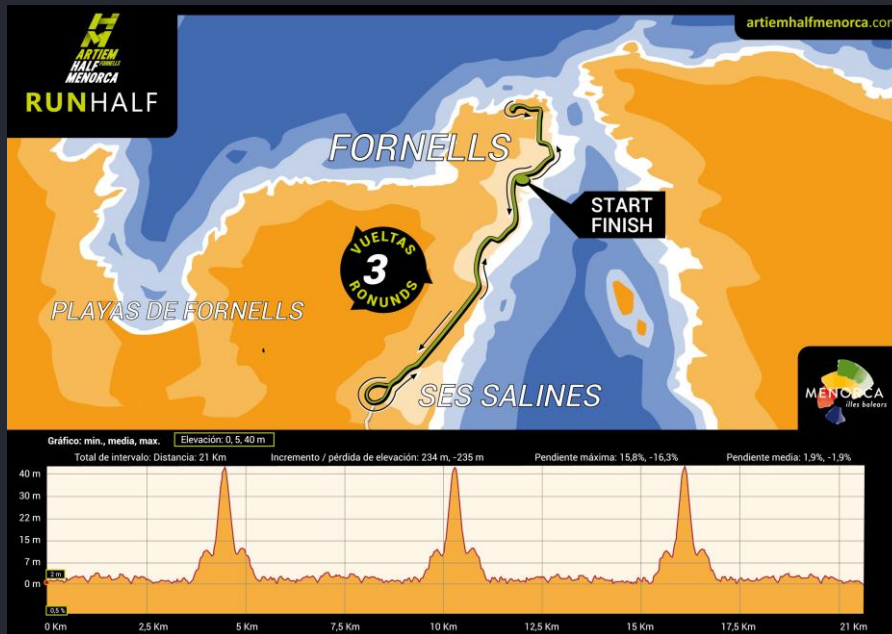 HM
ARTIEM
HALF FORNELLS
MENORCA
RUNHALF
artiemhalfmenorca.com
FORNELLS
START
FINISH
VUELTAS
3
RONUNDS
PLAYAS DE FORNELLS
SES SALINES
MENORCA
illes balears
Gráfico: min., media, max. Elevación: 0, 5, 40 m
Total de intervalo: Distancia: 21 Km Incremento / pérdida de elevación: 234 m, -235 m Pendiente máxima: 15,8%, -16,3% Pendiente media: 1,9%, -1,9%
40 m
30 m
22 m
15 m
7 m
2 m
0 m
0,5 %
0 Km 2,5 Km 5 Km 7,5 Km 10 Km 12,5 Km 15 Km 17,5 Km 21 Km